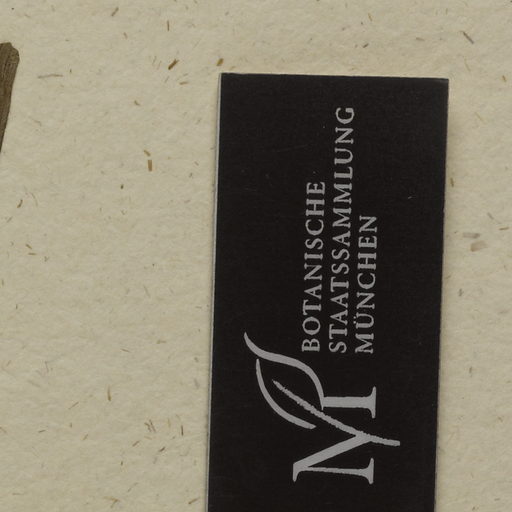 BOTANISCHE
STAATSSAMMLUNG
MÜNCHEN
M